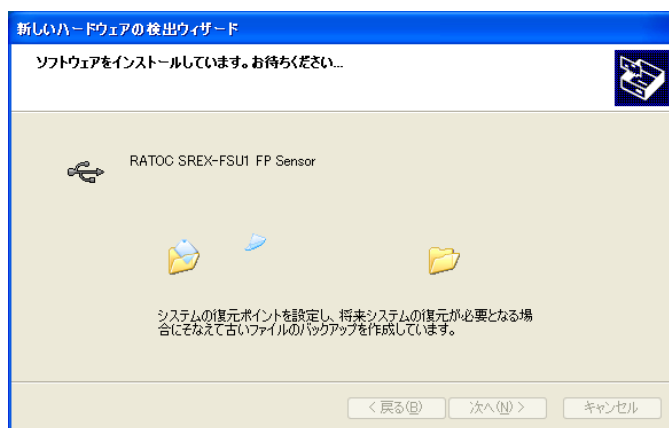 新しいハードウェアの検出ウィザード
ソフトウェアをインストールしています。お待ちください...
RATOC SREX-FSU1 FP Sensor
システムの復元ポイントを設定し、将来システムの復元が必要となる場
合にそなえて古いファイルのバックアップを作成しています。
< 戻る(B) 次へ(N) > キャンセル